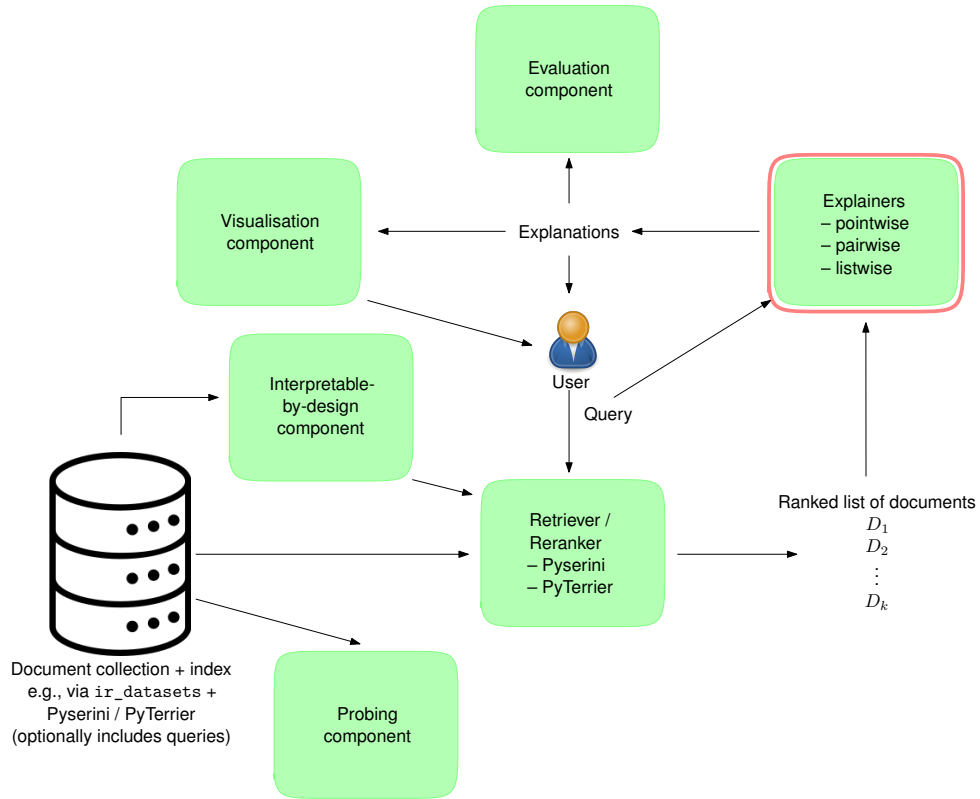 Evaluation
component
Visualisation
component
Explanations
Explainers
– pointwise
– pairwise
– listwise
User
Query
Interpretable-
by-design
component
Retriever /
Reranker
– Pyserini
– PyTerrier
Ranked list of documents
D₁
D₂
⋮
Dₖ
Document collection + index
e.g., via ir_datasets +
Pyserini / PyTerrier
(optionally includes queries)
Probing
component